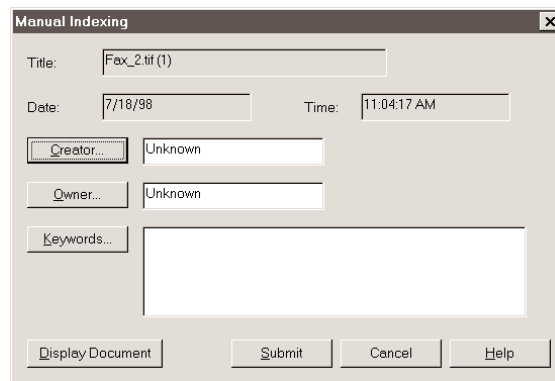 Manual Indexing
Title: Fax_2.tif (1)
Date: 7/18/98 Time: 11:04:17 AM
Creator... Unknown
Owner... Unknown
Keywords...
Display Document Submit Cancel Help